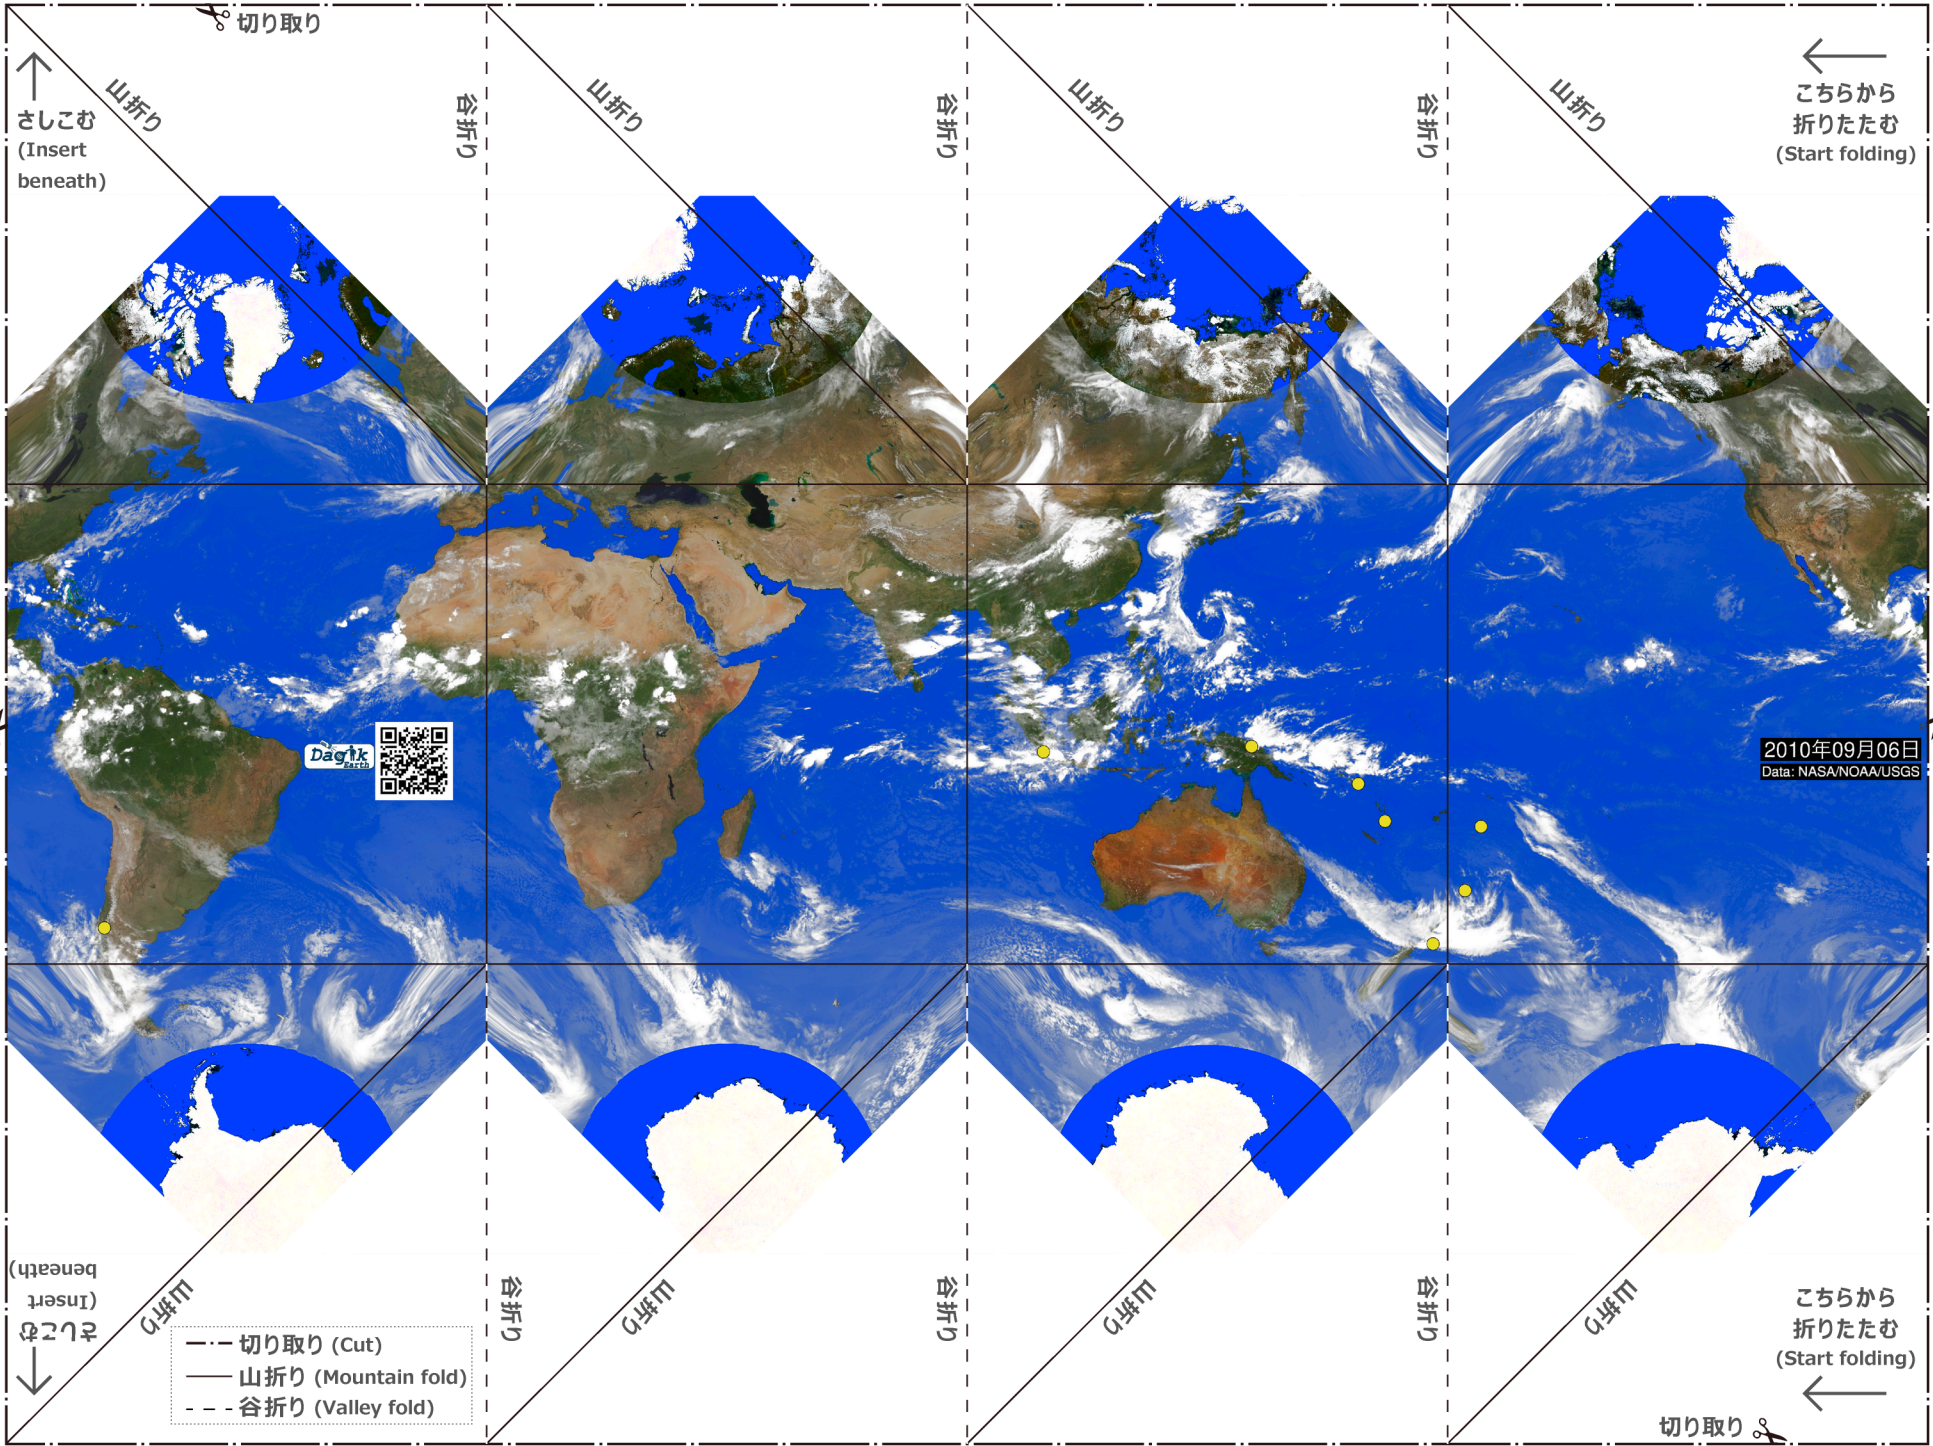 切り取り
山折り
谷折り
山折り
谷折り
山折り
谷折り
山折り
さしこむ
(Insert
beneath)
こちらから
折りたたむ
(Start folding)
Dagik
Earth
2010年09月06日
Data: NASA/NOAA/USGS
さしこむ
(Insert
beneath)
山折り
谷折り
山折り
谷折り
山折り
谷折り
山折り
こちらから
折りたたむ
(Start folding)
切り取り (Cut)
山折り (Mountain fold)
谷折り (Valley fold)
切り取り